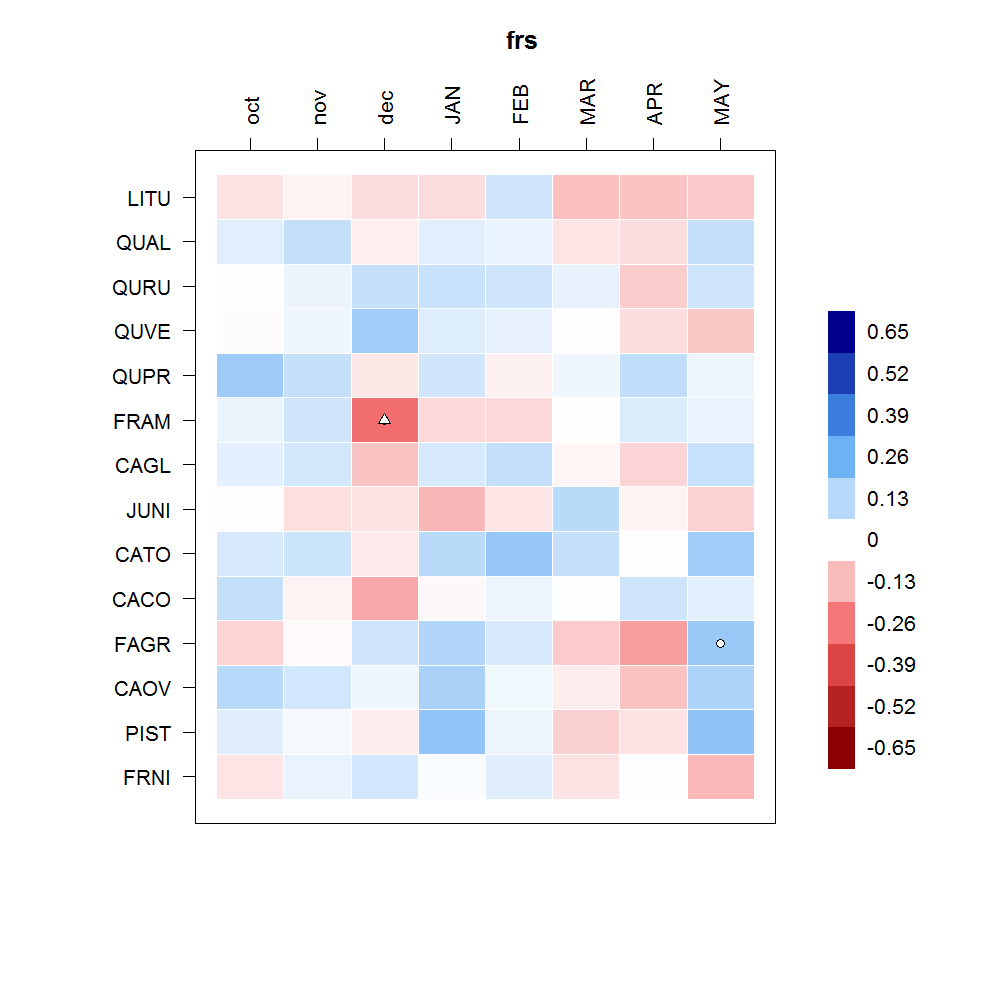 frs
oct nov dec JAN FEB MAR APR MAY
LITU
QUAL
QURU
QUVE
QUPR
FRAM
CAGL
JUNI
CATO
CACO
FAGR
CAOV
PIST
FRNI
0.65
0.52
0.39
0.26
0.13
0
-0.13
-0.26
-0.39
-0.52
-0.65